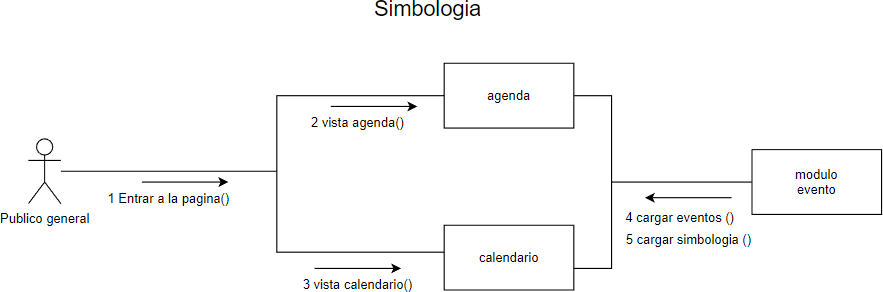 Simbologia
agenda
2 vista agenda()
Publico general
1 Entrar a la pagina()
modulo
evento
4 cargar eventos ()
5 cargar simbologia ()
calendario
3 vista calendario()